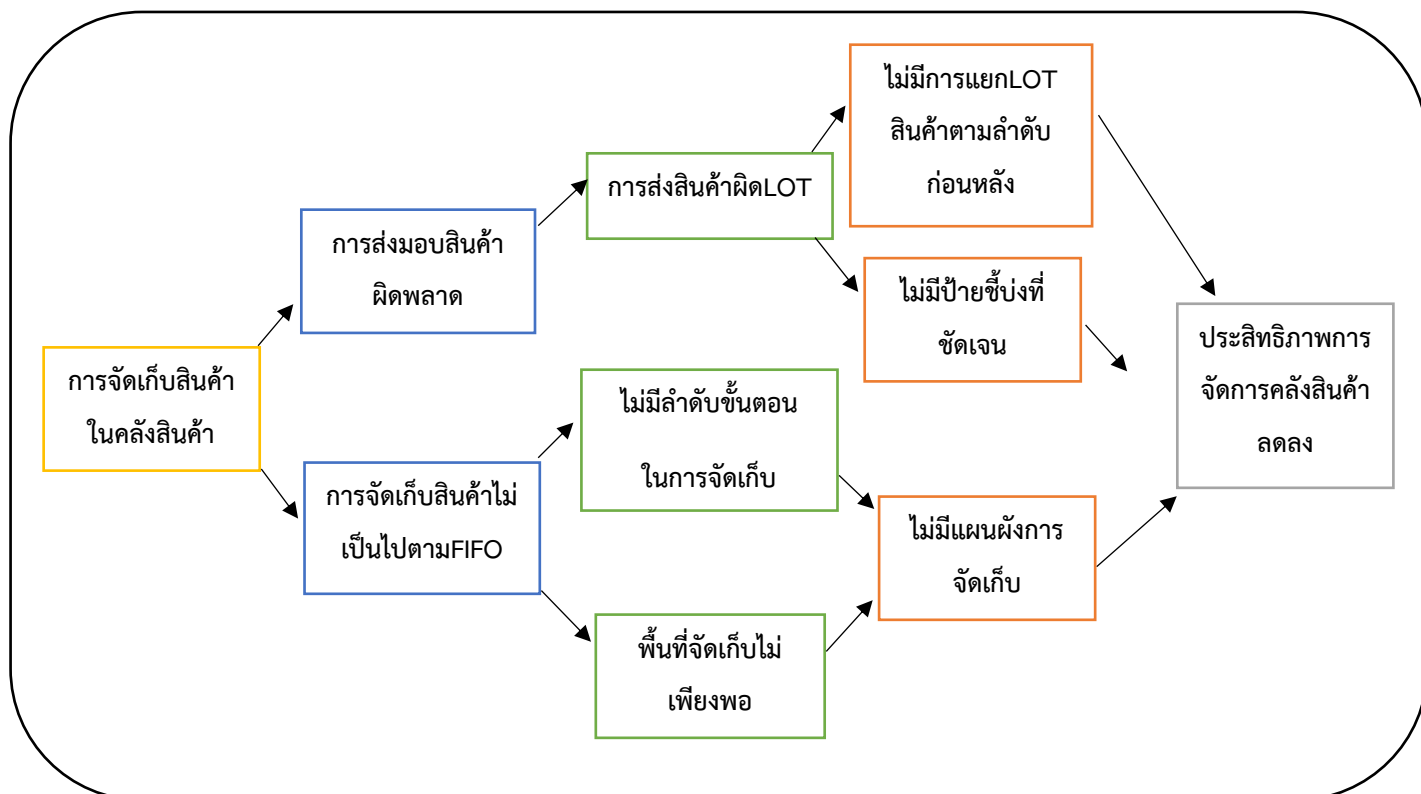 ไม่มีการแยกLOT
สินค้าตามลำดับ
ก่อนหลัง
การส่งสินค้าผิดLOT
การส่งมอบสินค้า
ผิดพลาด
ไม่มีป้ายชี้บ่งที่
ชัดเจน
ประสิทธิภาพการ
จัดการคลังสินค้า
ลดลง
การจัดเก็บสินค้า
ในคลังสินค้า
ไม่มีลำดับขั้นตอน
ในการจัดเก็บ
การจัดเก็บสินค้าไม่
เป็นไปตามFIFO
ไม่มีแผนผังการ
จัดเก็บ
พื้นที่จัดเก็บไม่
เพียงพอ